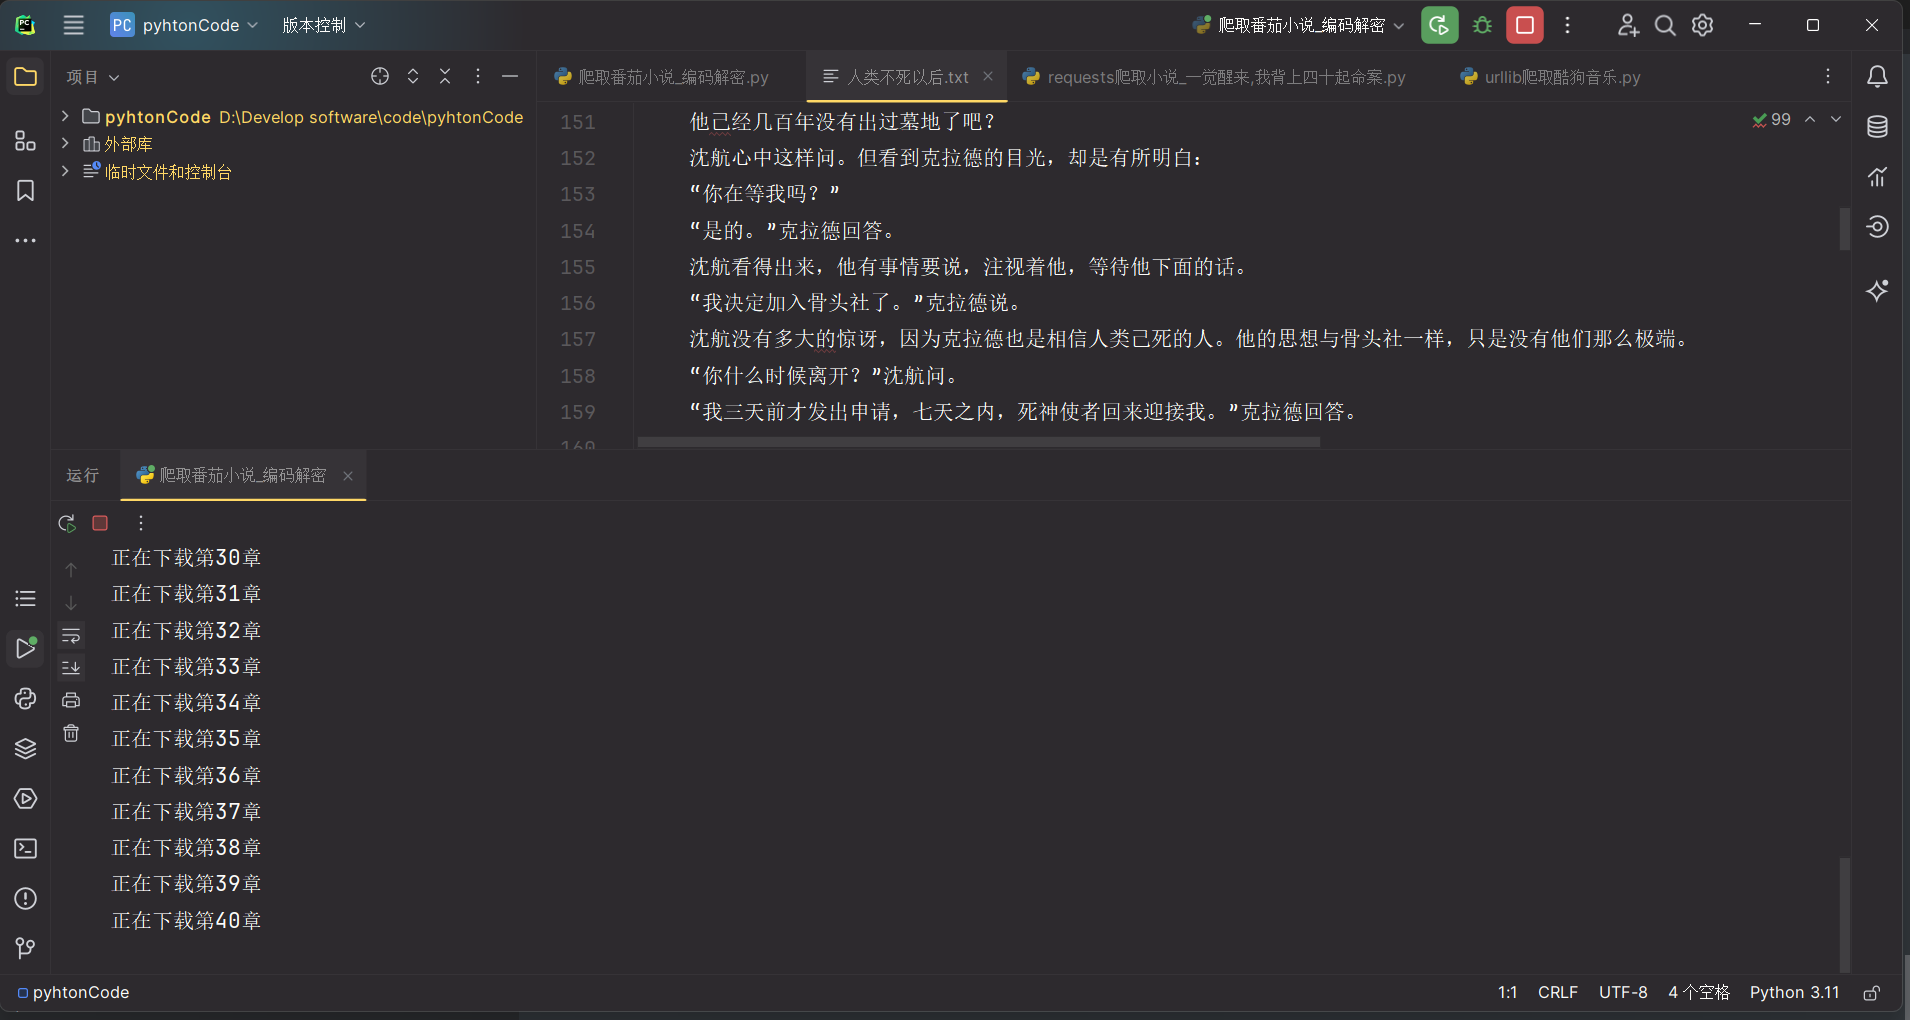 PC pyhtonCode 版本控制 爬取番茄小说_编码解密
项目
爬取番茄小说_编码解密.py 人类不死以后.txt requests爬取小说_一觉醒来,我背上四十起命案.py urllib爬取酷狗音乐.py
pyhtonCode D:\Develop software\code\pyhtonCode
外部库
临时文件和控制台
99
151 他已经几百年没有出过墓地了吧？
152 沈航心中这样问。但看到克拉德的目光，却是有所明白：
153 “你在等我吗？”
154 “是的。”克拉德回答。
155 沈航看得出来，他有事情要说，注视着他，等待他下面的话。
156 “我决定加入骨头社了。”克拉德说。
157 沈航没有多大的惊讶，因为克拉德也是相信人类已死的人。他的思想与骨头社一样，只是没有他们那么极端。
158 “你什么时候离开？”沈航问。
159 “我三天前才发出申请，七天之内，死神使者回来迎接我。”克拉德回答。
160
运行 爬取番茄小说_编码解密
正在下载第30章
正在下载第31章
正在下载第32章
正在下载第33章
正在下载第34章
正在下载第35章
正在下载第36章
正在下载第37章
正在下载第38章
正在下载第39章
正在下载第40章
pyhtonCode 1:1 CRLF UTF-8 4 个空格 Python 3.11